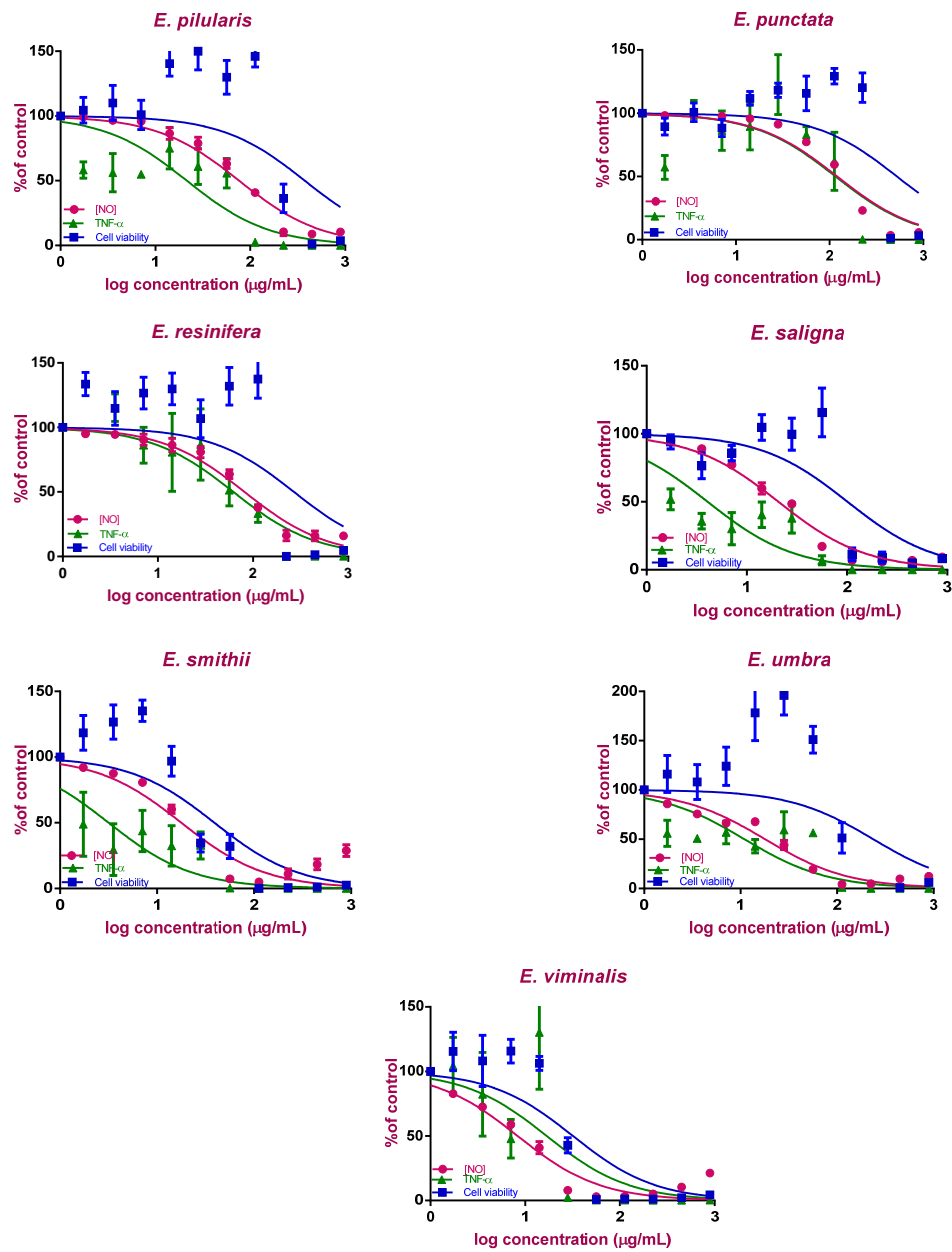 E. pilularis
150
100
50
0
%of control
[NO]
TNF-α
Cell viability
0 1 2 3
log concentration (µg/mL)
E. punctata
150
100
50
0
%of control
[NO]
TNF-α
Cell viability
0 1 2 3
log concentration (µg/mL)
E. resinifera
150
100
50
0
%of control
[NO]
TNF-α
Cell viability
0 1 2 3
log concentration (µg/mL)
E. saligna
150
100
50
0
%of control
[NO]
TNF-α
Cell viability
0 1 2 3
log concentration (µg/mL)
E. smithii
150
100
50
0
%of control
[NO]
TNF-α
Cell viability
0 1 2 3
log concentration (µg/mL)
E. umbra
200
150
100
50
0
%of control
[NO]
TNF-α
Cell viability
0 1 2 3
log concentration (µg/mL)
E. viminalis
150
100
50
0
%of control
[NO]
TNF-α
Cell viability
0 1 2 3
log concentration (µg/mL)